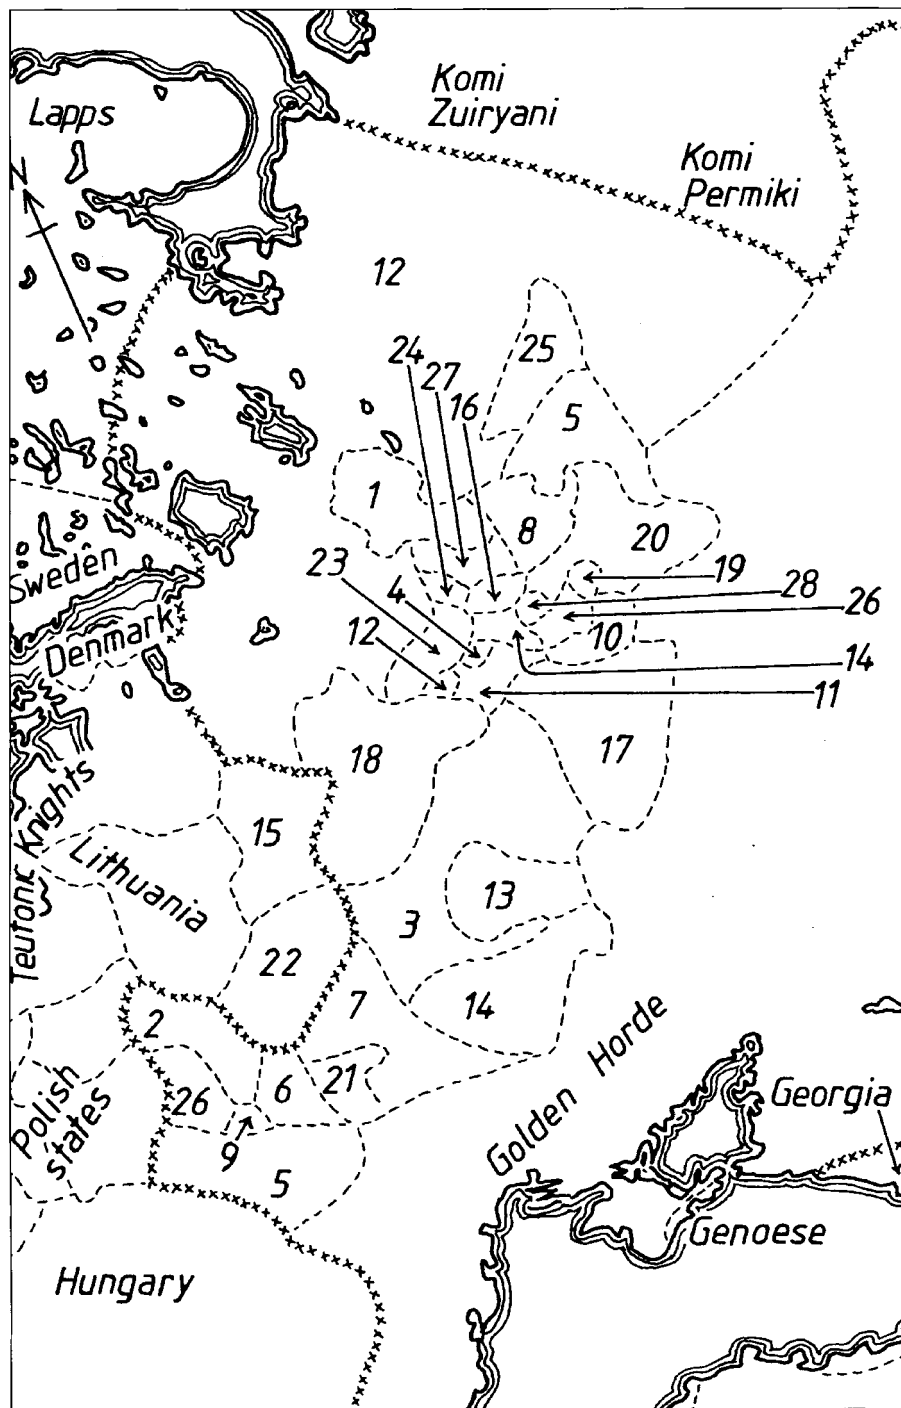 Komi
Zuiryani
Lapps
Komi
Permiki
N
12
24
27
16
25
5
1
8
20
Sweden
23
4
19
28
26
Denmark
12
10
14
11
18
17
Teutonic Knights
15
Lithuania
13
3
22
7
14
2
Golden Horde
6
21
Polish
states
26
Georgia
9
5
Genoese
Hungary